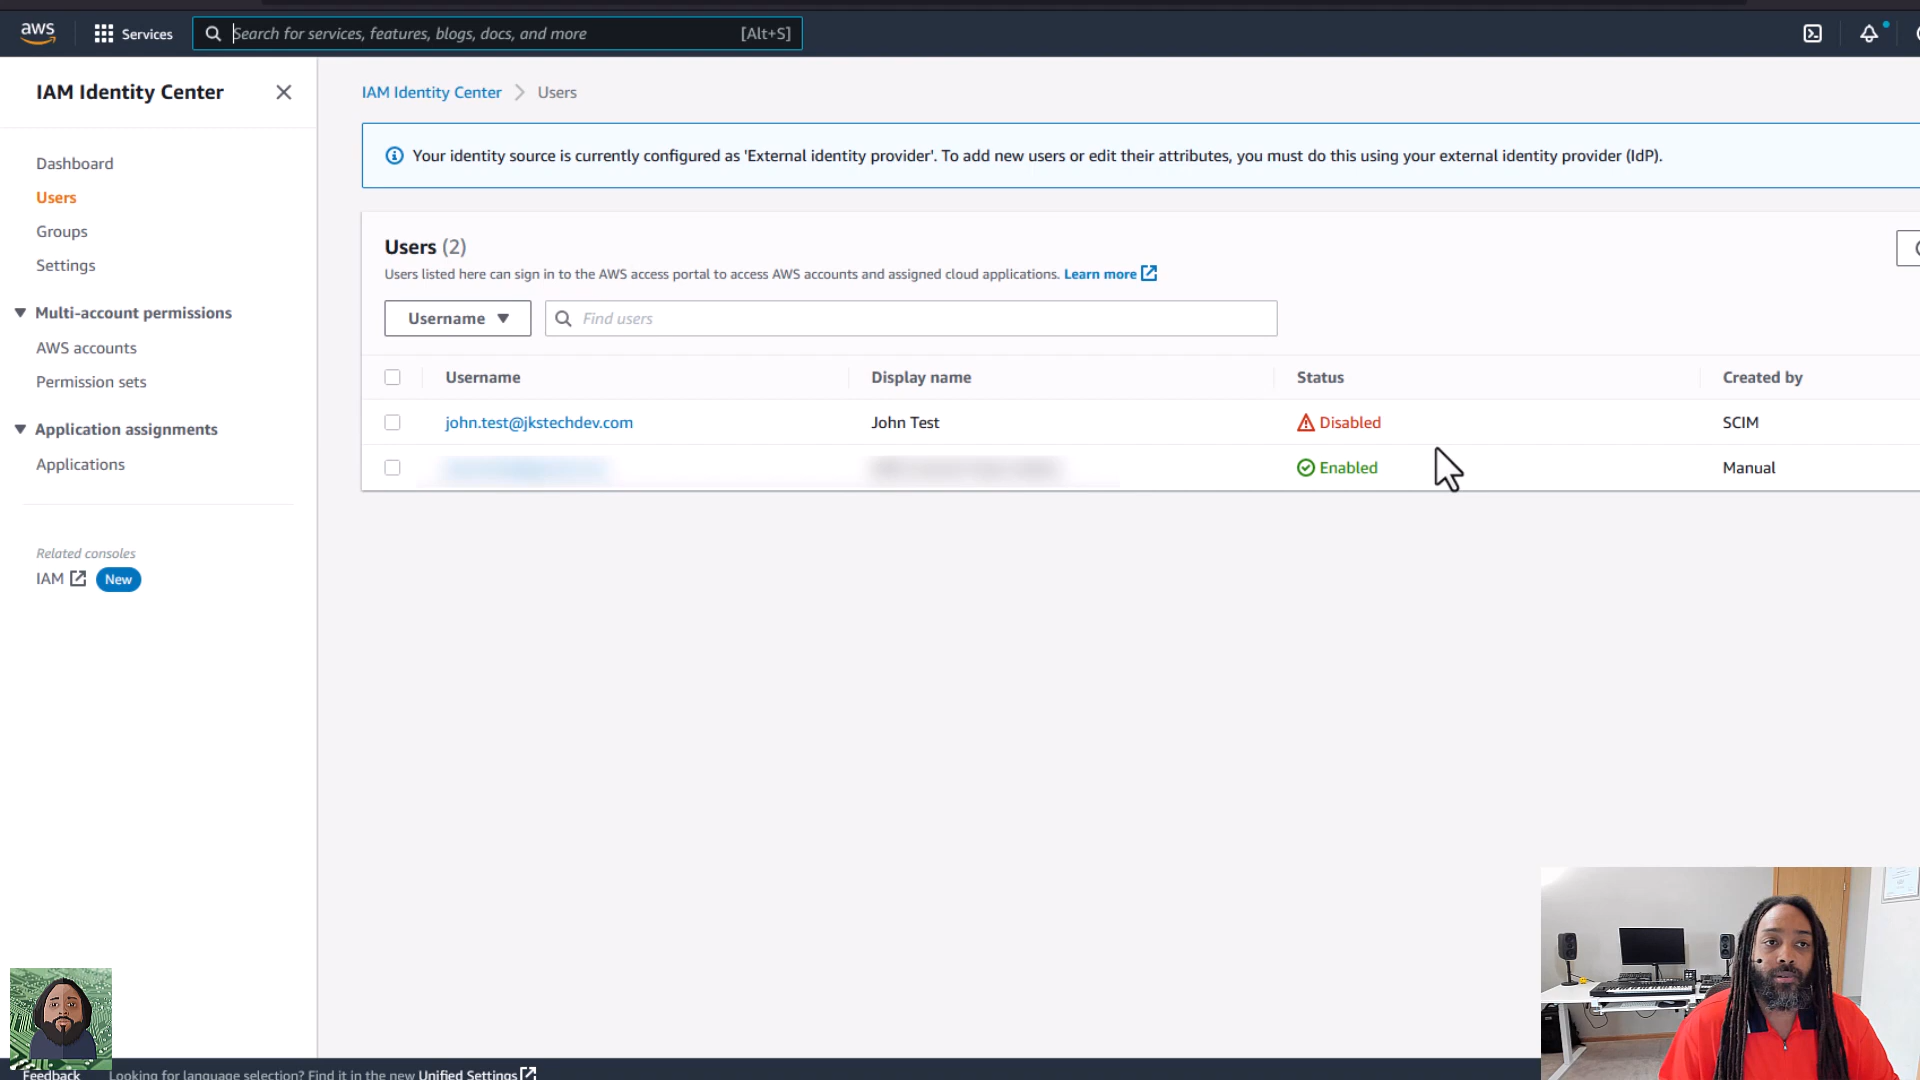 aws Services Search for services, features, blogs, docs, and more [Alt+S]
IAM Identity Center
Dashboard
Users
Groups
Settings
Multi-account permissions
AWS accounts
Permission sets
Application assignments
Applications
Related consoles
IAM New
IAM Identity Center > Users
Your identity source is currently configured as 'External identity provider'. To add new users or edit their attributes, you must do this using your external identity provider (IdP).
Users (2)
Users listed here can sign in to the AWS access portal to access AWS accounts and assigned cloud applications. Learn more
Username Find users
Username Display name Status Created by
john.test@jkstechdev.com John Test Disabled SCIM
Enabled Manual
Feedback Looking for language selection? Find it in the new Unified Settings